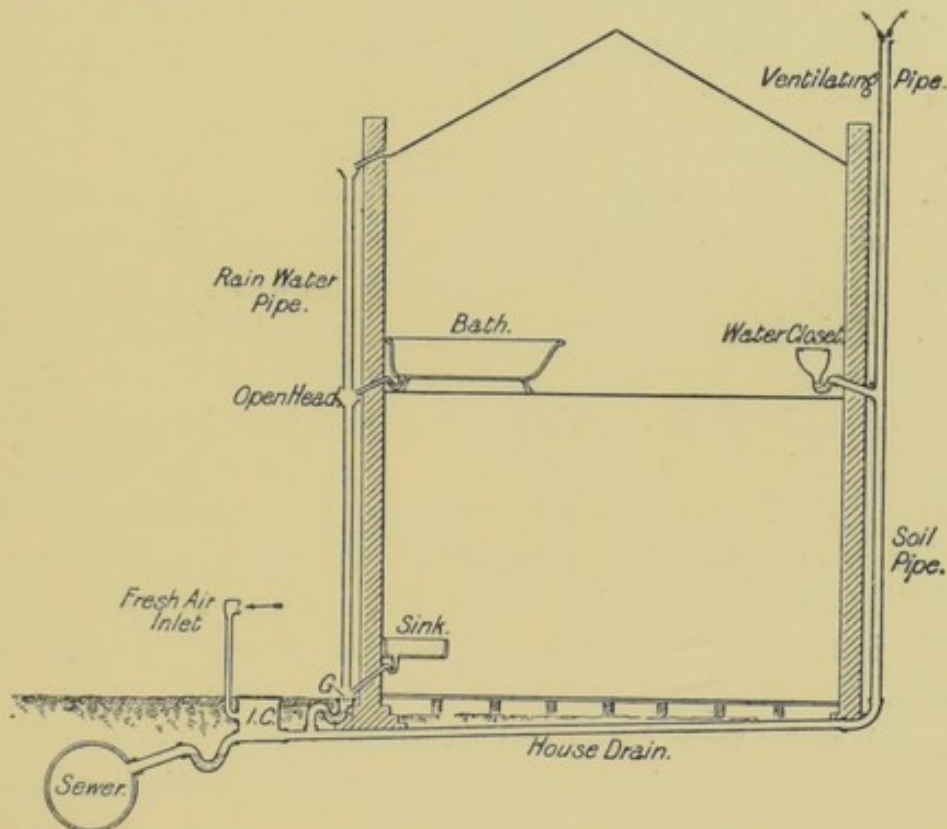 Ventilating Pipe.
Rain Water
Pipe.
Bath.
Water Closet.
Open Head.
Soil
Pipe.
Fresh Air
Inlet
Sink.
G
I.C.
House Drain.
Sewer.